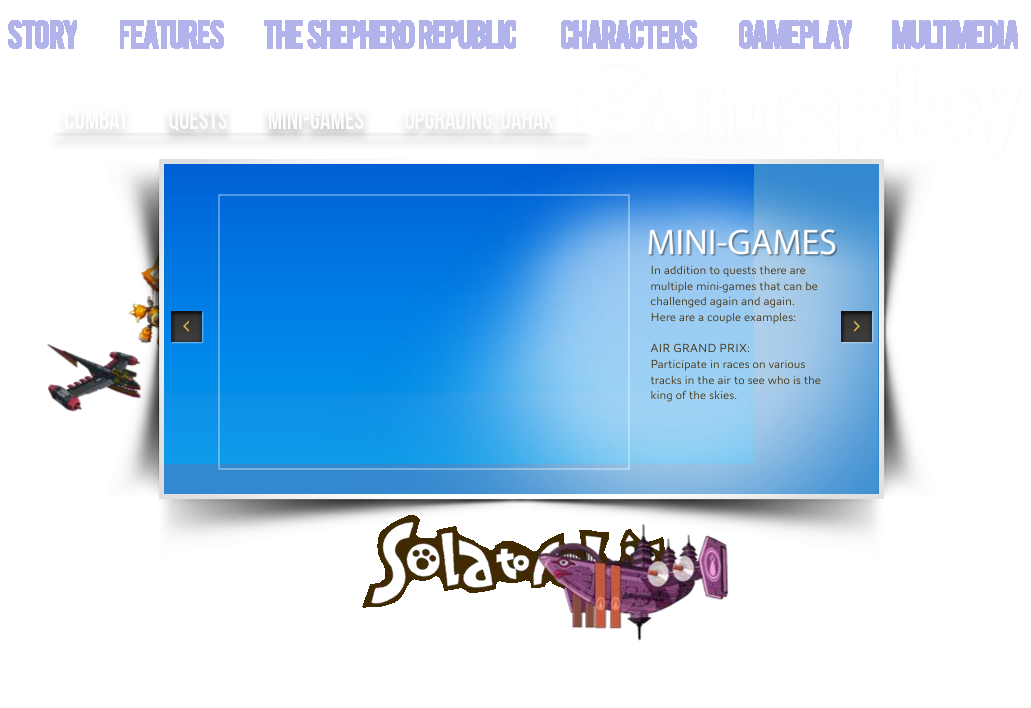 STORY FEATURES THE SHEPHERD REPUBLIC CHARACTERS GAMEPLAY MULTIMEDIA
Gameplay
COMBAT QUESTS MINI-GAMES UPGRADING DAHAK
MINI-GAMES
In addition to quests there are
multiple mini-games that can be
challenged again and again.
Here are a couple examples:
AIR GRAND PRIX:
Participate in races on various
tracks in the air to see who is the
king of the skies.
Solato